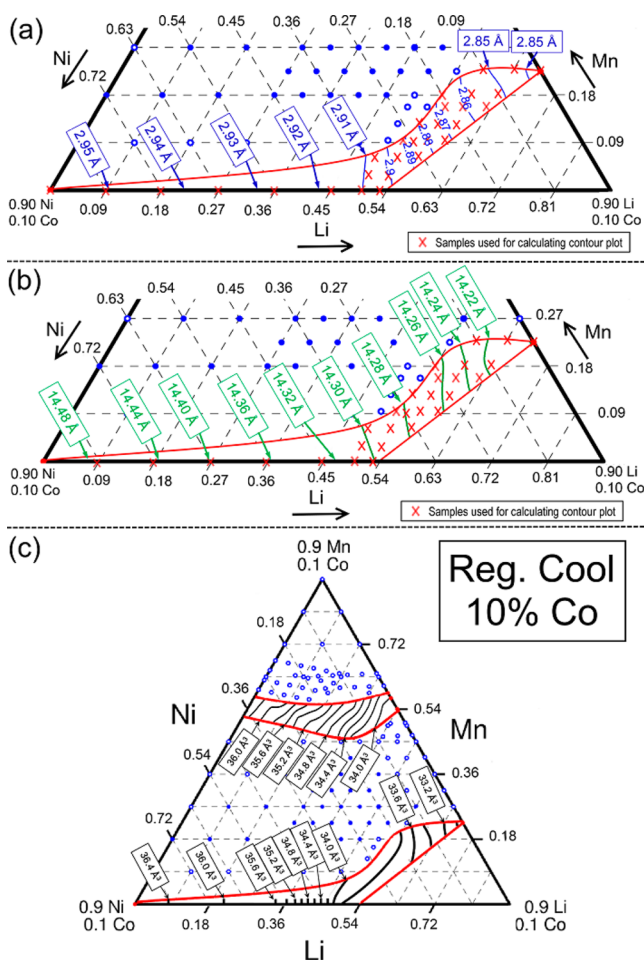 (a)
0.54
0.45
0.36
0.27
0.18
0.09
Ni
0.63
0.72
2.85 Å
2.85 Å
Mn
0.18
0.09
2.95 Å
2.94 Å
2.93 Å
2.92 Å
2.91 Å
2.9
2.89
2.88
2.87
2.86
0.90 Ni
0.10 Co
0.09
0.18
0.27
0.36
0.45
0.54
0.63
0.72
0.81
0.90 Li
0.10 Co
Li
X Samples used for calculating contour plot
(b)
0.54
0.45
0.36
0.27
Ni
0.63
0.72
14.26 Å
14.24 Å
14.22 Å
0.27
Mn
0.18
0.09
14.48 Å
14.44 Å
14.40 Å
14.36 Å
14.32 Å
14.30 Å
14.28 Å
0.90 Ni
0.10 Co
0.09
0.18
0.27
0.36
0.45
0.54
0.63
0.72
0.81
0.90 Li
0.10 Co
Li
X Samples used for calculating contour plot
(c)
0.9 Mn
0.1 Co
Reg. Cool
10% Co
0.18
0.72
0.36
0.54
Ni
Mn
0.54
0.36
0.72
0.18
36.0 Å³
35.6 Å³
35.2 Å³
34.8 Å³
34.4 Å³
34.0 Å³
33.6 Å³
33.2 Å³
36.4 Å³
36.0 Å³
35.6 Å³
35.2 Å³
34.8 Å³
34.4 Å³
34.0 Å³
0.9 Ni
0.1 Co
0.18
0.36
0.54
0.72
0.9 Li
0.1 Co
Li